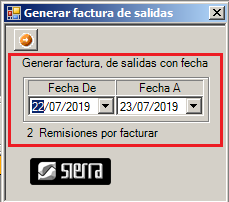 Generar factura de salidas
Generar factura, de salidas con fecha
Fecha De Fecha A
22/07/2019 23/07/2019
2 Remisiones por facturar
sierra